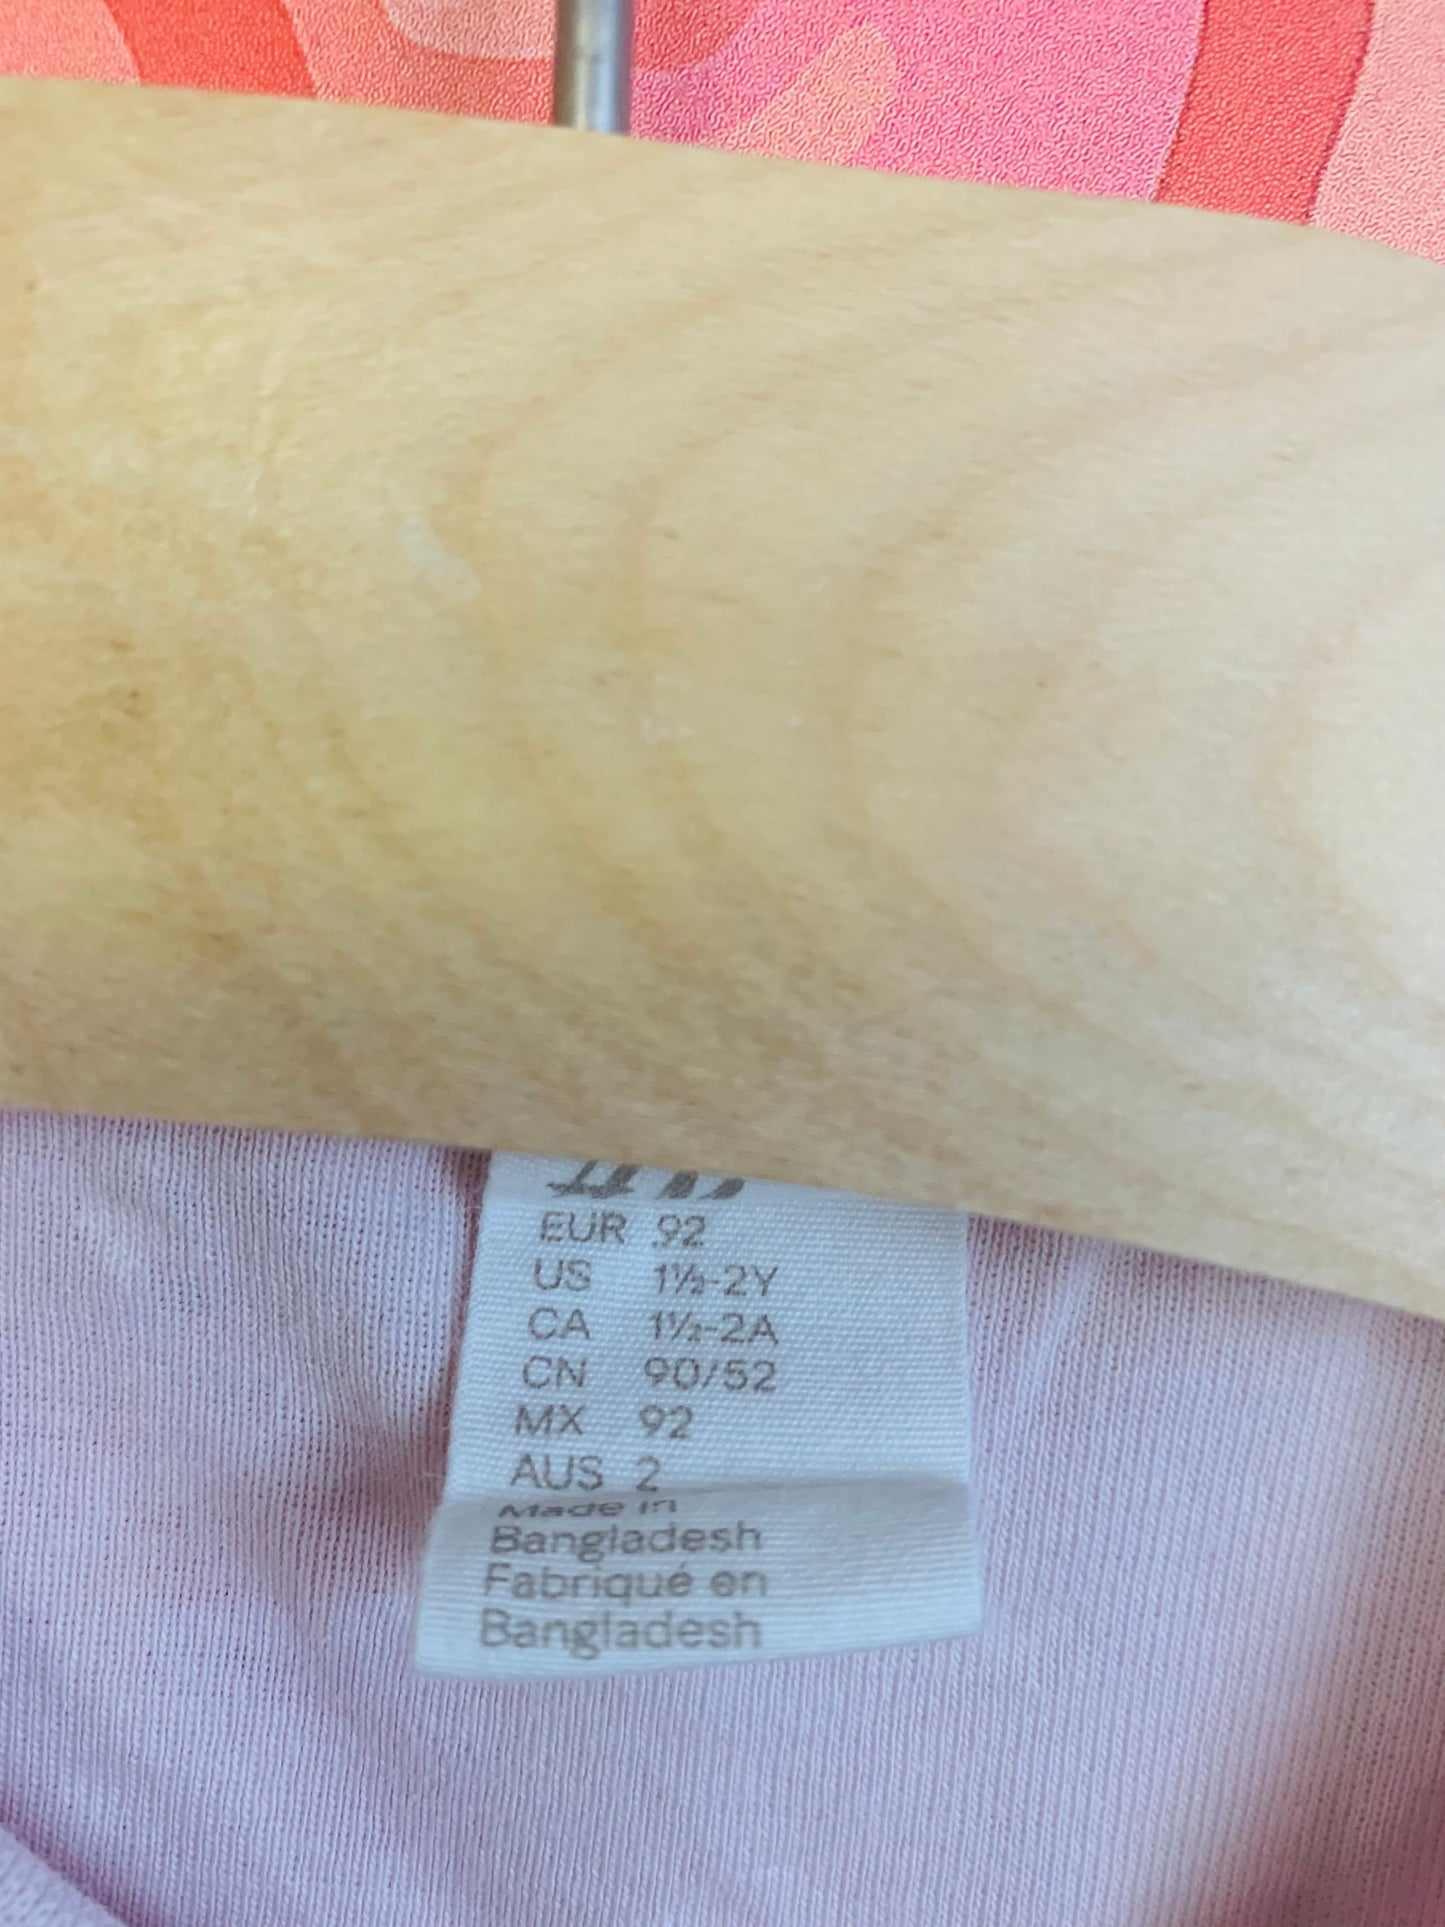 EUR 92
US 1½-2Y
CA 1½-2A
CN 90/52
MX 92
AUS 2
Made in
Bangladesh
Fabriqué en
Bangladesh